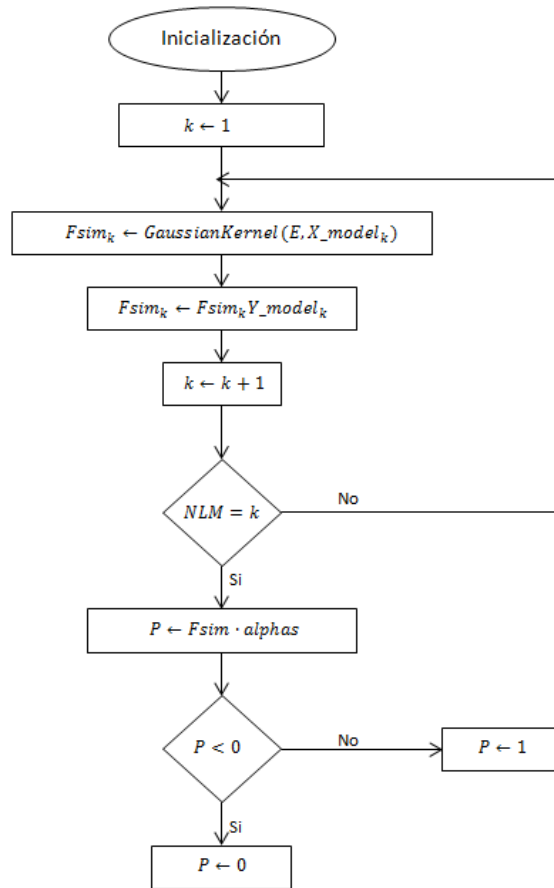 Inicialización
k ← 1
Fsim_k ← GaussianKernel(E, X_model_k)
Fsim_k ← Fsim_k Y_model_k
k ← k + 1
NLM = k
No
Si
P ← Fsim · alphas
P < 0
No
P ← 1
Si
P ← 0